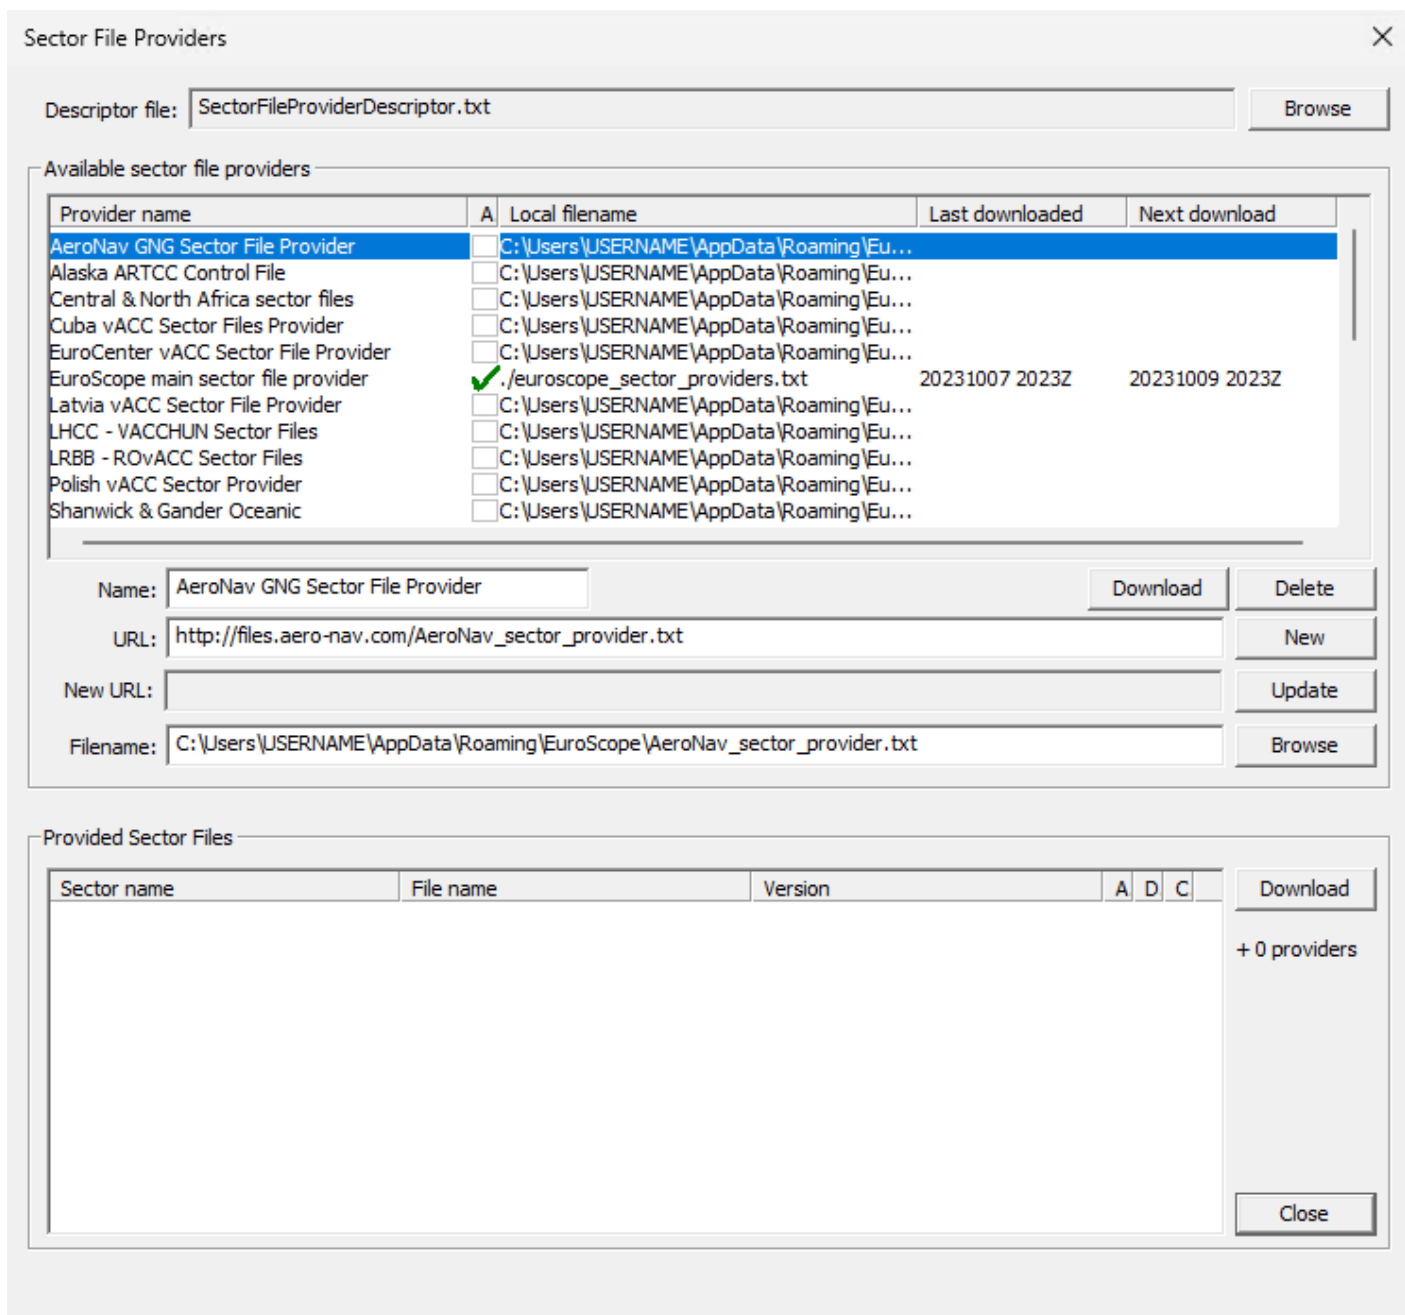 Sector File Providers
Descriptor file: SectorFileProviderDescriptor.txt Browse
Available sector file providers
Provider name A Local filename Last downloaded Next download
AeroNav GNG Sector File Provider C:\Users\USERNAME\AppData\Roaming\Eu...
Alaska ARTCC Control File C:\Users\USERNAME\AppData\Roaming\Eu...
Central & North Africa sector files C:\Users\USERNAME\AppData\Roaming\Eu...
Cuba vACC Sector Files Provider C:\Users\USERNAME\AppData\Roaming\Eu...
EuroCenter vACC Sector File Provider C:\Users\USERNAME\AppData\Roaming\Eu...
EuroScope main sector file provider ./euroscope_sector_providers.txt 20231007 2023Z 20231009 2023Z
Latvia vACC Sector File Provider C:\Users\USERNAME\AppData\Roaming\Eu...
LHCC - VACCHUN Sector Files C:\Users\USERNAME\AppData\Roaming\Eu...
LRBB - ROvACC Sector Files C:\Users\USERNAME\AppData\Roaming\Eu...
Polish vACC Sector Provider C:\Users\USERNAME\AppData\Roaming\Eu...
Shanwick & Gander Oceanic C:\Users\USERNAME\AppData\Roaming\Eu...
Name: AeroNav GNG Sector File Provider Download Delete
URL: http://files.aero-nav.com/AeroNav_sector_provider.txt New
New URL: Update
Filename: C:\Users\USERNAME\AppData\Roaming\EuroScope\AeroNav_sector_provider.txt Browse
Provided Sector Files
Sector name File name Version A D C Download
+ 0 providers
Close